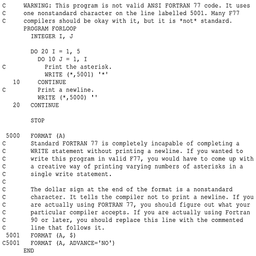 C WARNING: This program is not valid ANSI FORTRAN 77 code. It uses
C one nonstandard character on the line labelled 5001. Many F77
C compilers should be okay with it, but it is *not* standard.
PROGRAM FORLOOP
INTEGER I, J
DO 20 I = 1, 5
DO 10 J = 1, I
C Print the asterisk.
WRITE (*,5001) '*'
10 CONTINUE
C Print a newline.
WRITE (*,5000) ''
20 CONTINUE
STOP
5000 FORMAT (A)
C Standard FORTRAN 77 is completely incapable of completing a
C WRITE statement without printing a newline. If you wanted to
C write this program in valid F77, you would have to come up with
C a creative way of printing varying numbers of asterisks in a
C single write statement.
C
C The dollar sign at the end of the format is a nonstandard
C character. It tells the compiler not to print a newline. If you
C are actually using FORTRAN 77, you should figure out what your
C particular compiler accepts. If you are actually using Fortran
C 90 or later, you should replace this line with the commented
C line that follows it.
5001 FORMAT (A, $)
C5001 FORMAT (A, ADVANCE='NO')
END